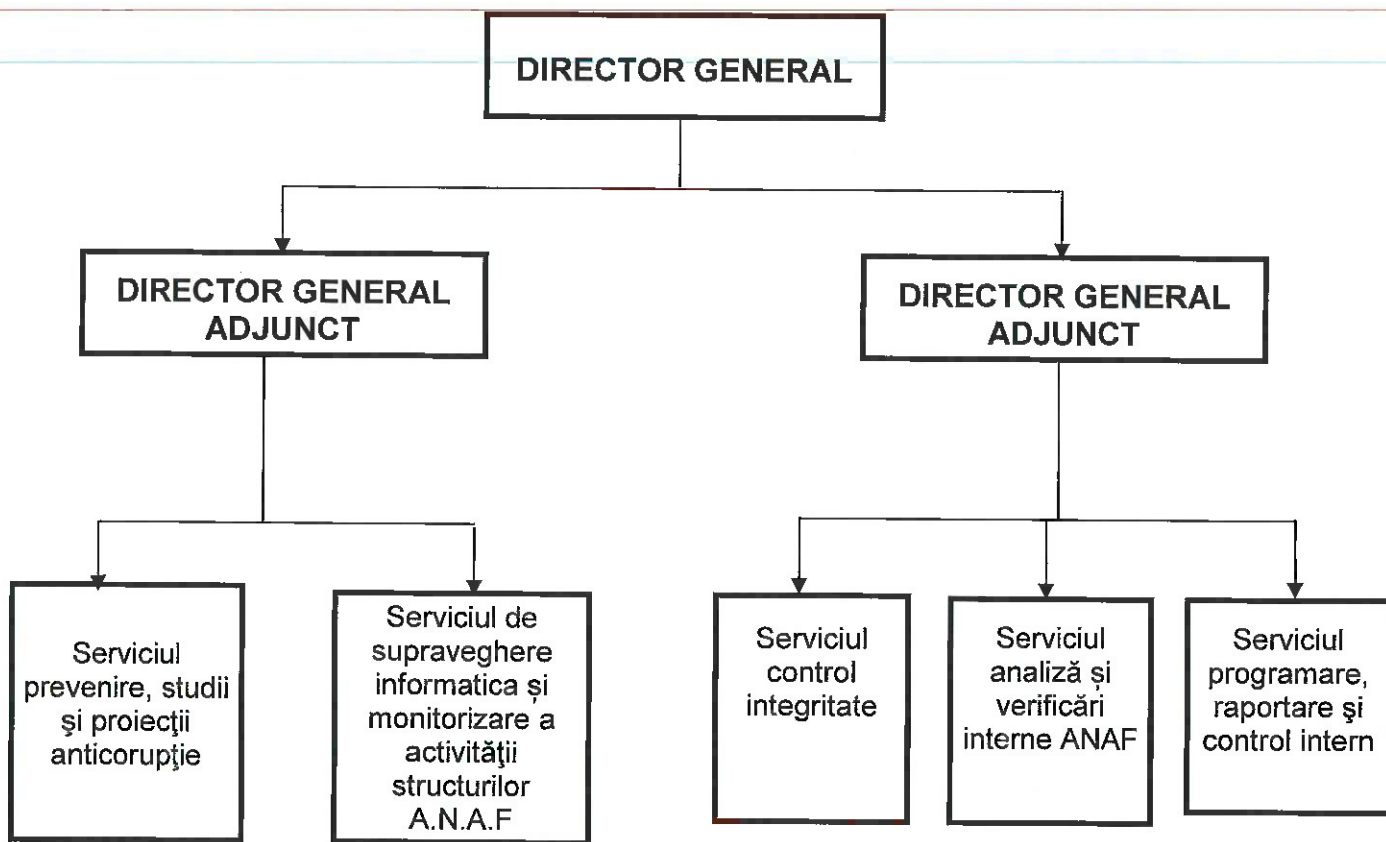 DIRECTOR GENERAL
DIRECTOR GENERAL
ADJUNCT
DIRECTOR GENERAL
ADJUNCT
Serviciul
prevenire, studii
şi proiecţii
anticorupţie
Serviciul de
supraveghere
informatica și
monitorizare a
activităţii
structurilor
A.N.A.F
Serviciul
control
integritate
Serviciul
analiză și
verificări
interne ANAF
Serviciul
programare,
raportare şi
control intern